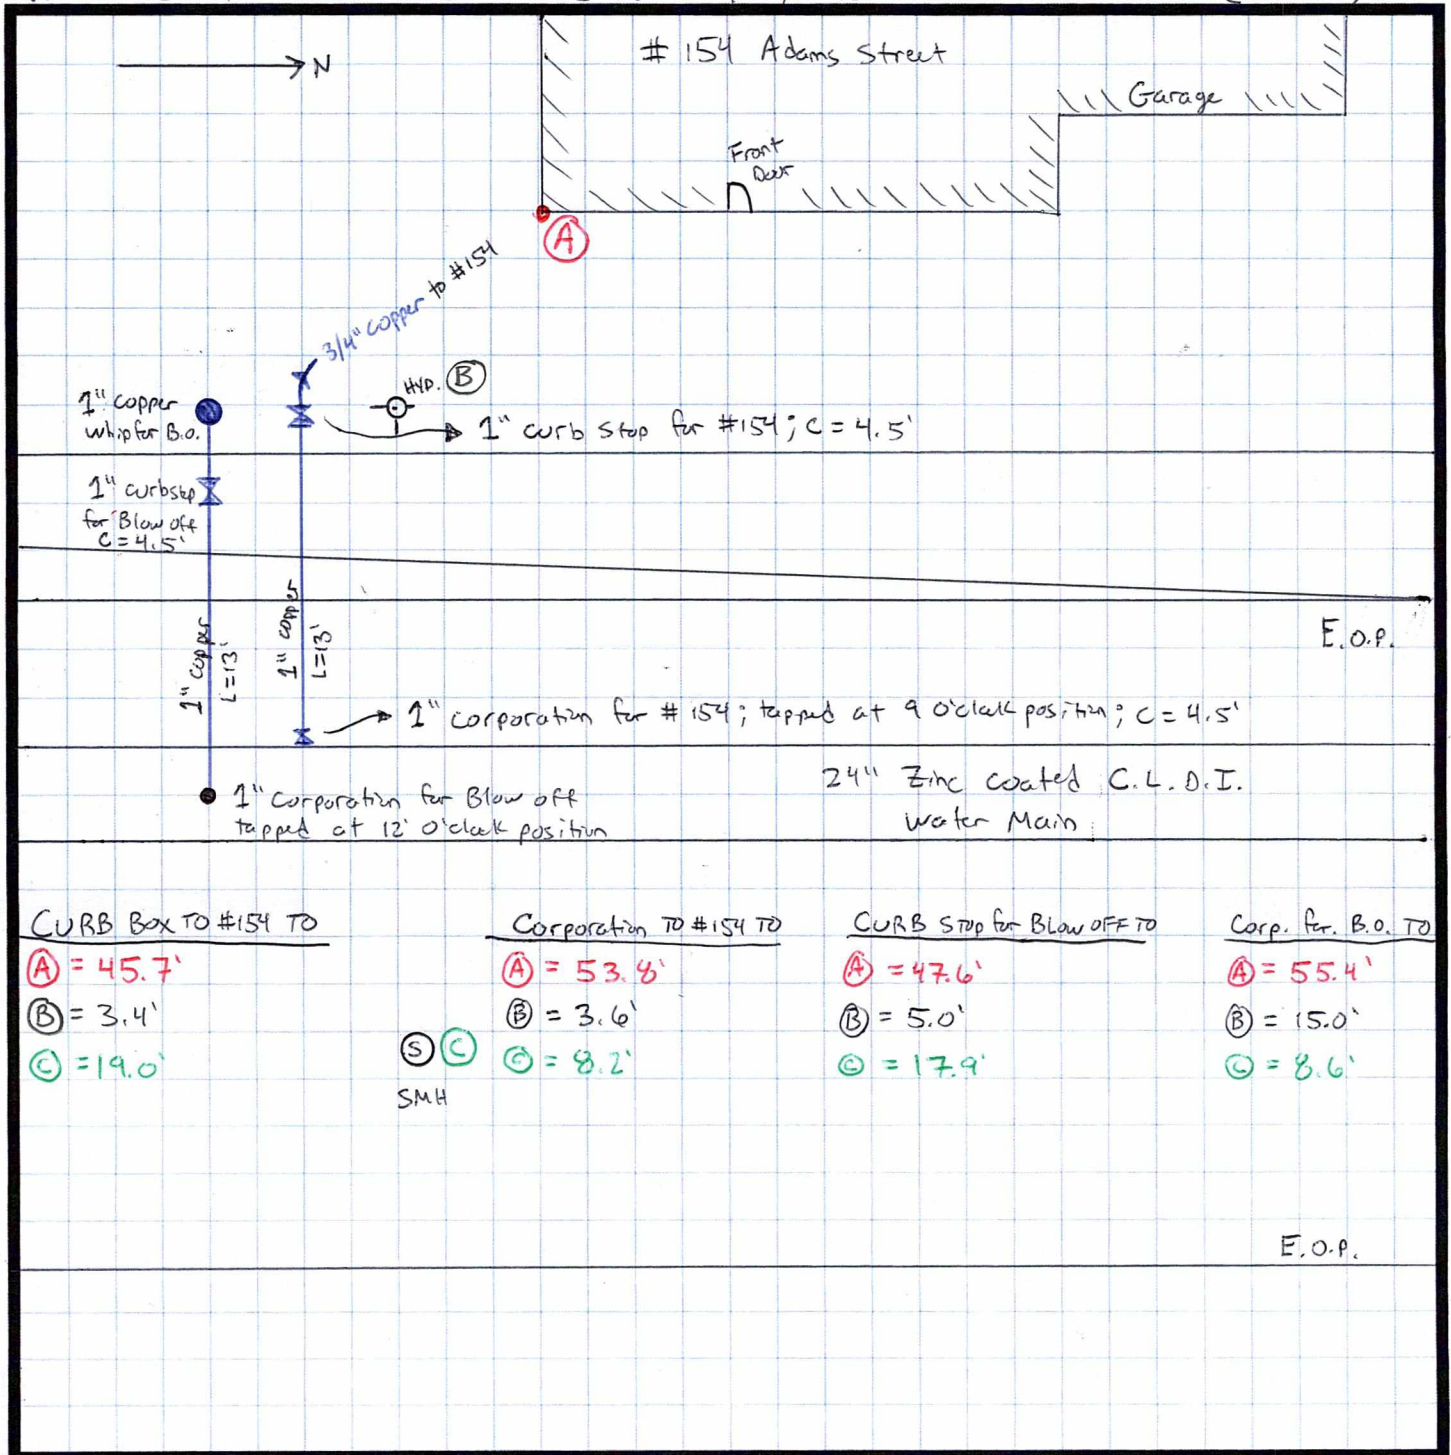 N
# 154 Adams Street
Garage
Front
Door
A
3/4" copper to #154
HYD. B
1" copper
whip for B.O.
1" curb stop for #154; C = 4.5'
1" curbstop
for Blow off
C = 4.5'
1" copper
L=13'
1" copper
L=13'
E.O.P.
1" corporation for # 154; tapped at 9 o'clock position; C = 4.5'
24" Zinc coated C.L.D.I.
Water Main
1" Corporation for Blow off
tapped at 12' O'clock position
CURB BOX TO #154 TO
A = 45.7'
B = 3.4'
C = 19.0'
S C
SMH
Corporation TO #154 TO
A = 53.8'
B = 3.6'
C = 8.2'
CURB STOP for Blow OFF TO
A = 47.6'
B = 5.0'
C = 17.9'
Corp. for. B.O. TO
A = 55.4'
B = 15.0'
C = 8.6'
E.O.P.